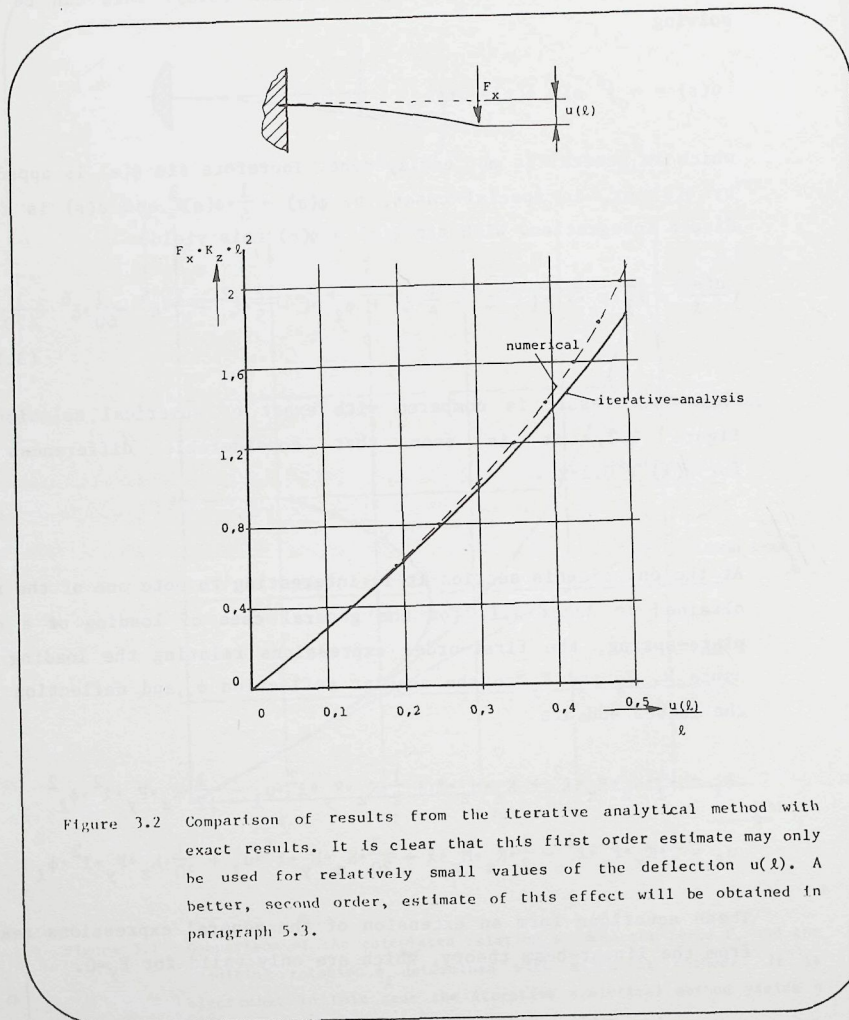 solving
F_x
u(ℓ)
F_x · K_z · ℓ²
2
numerical
1,6
iterative-analysis
1,2
0,8
0,4
0
0 0,1 0,2 0,3 0,4 0,5 u(ℓ)
ℓ
Figure 3.2 Comparison of results from the iterative analytical method with
exact results. It is clear that this first order estimate may only
be used for relatively small values of the deflection u(ℓ). A
better, second order, estimate of this effect will be obtained in
paragraph 5.3.